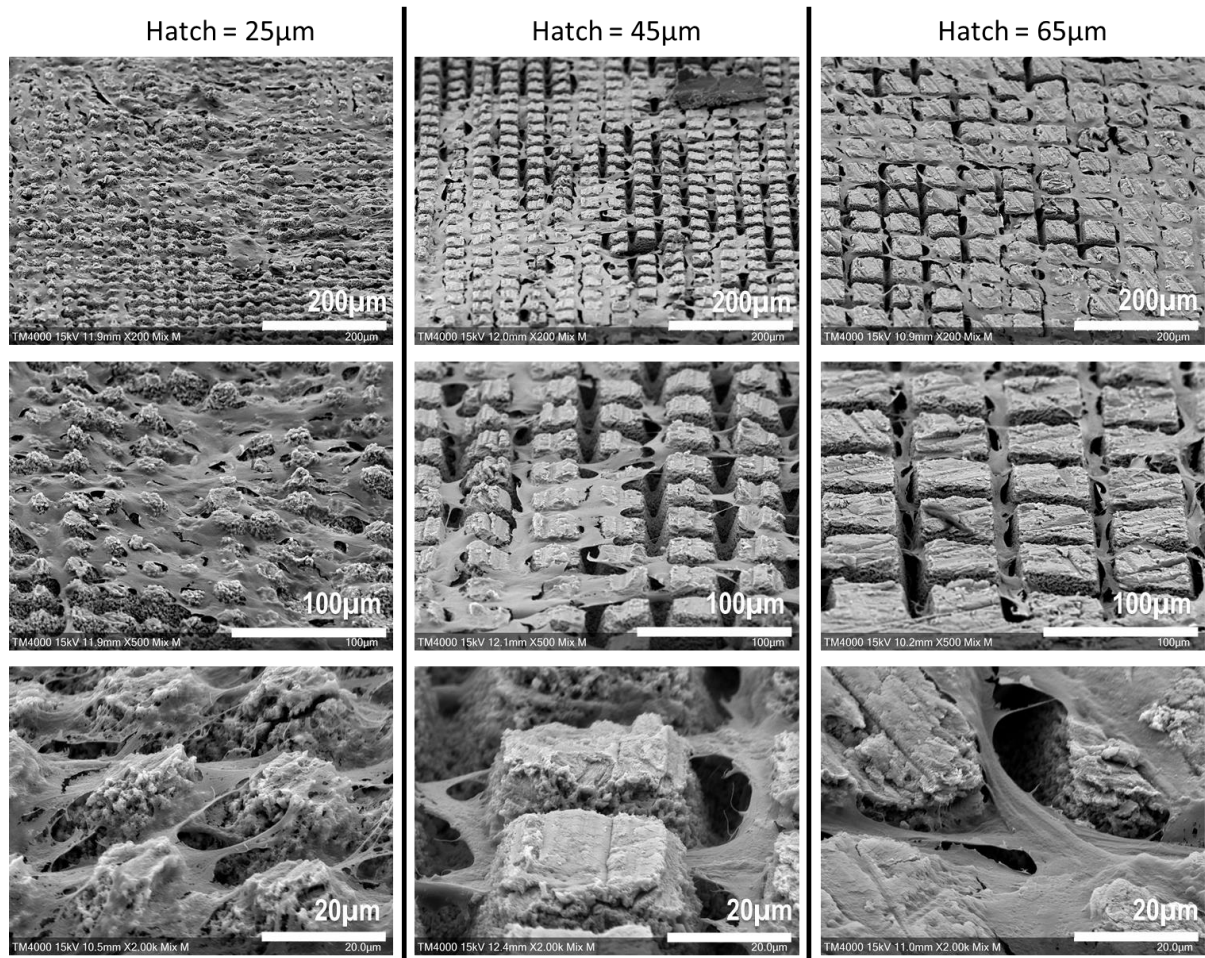 Hatch = 25µm
Hatch = 45µm
Hatch = 65µm
200µm
TM4000 15kV 11.9mm X200 Mix M 200µm
200µm
TM4000 15kV 12.0mm X200 Mix M 200µm
200µm
TM4000 15kV 10.9mm X200 Mix M 200µm
100µm
TM4000 15kV 11.9mm X500 Mix M 100µm
100µm
TM4000 15kV 12.1mm X500 Mix M 100µm
100µm
TM4000 15kV 10.2mm X500 Mix M 100µm
20µm
TM4000 15kV 10.5mm X2.00k Mix M 20.0µm
20µm
TM4000 15kV 12.4mm X2.00k Mix M 20.0µm
20µm
TM4000 15kV 11.0mm X2.00k Mix M 20.0µm